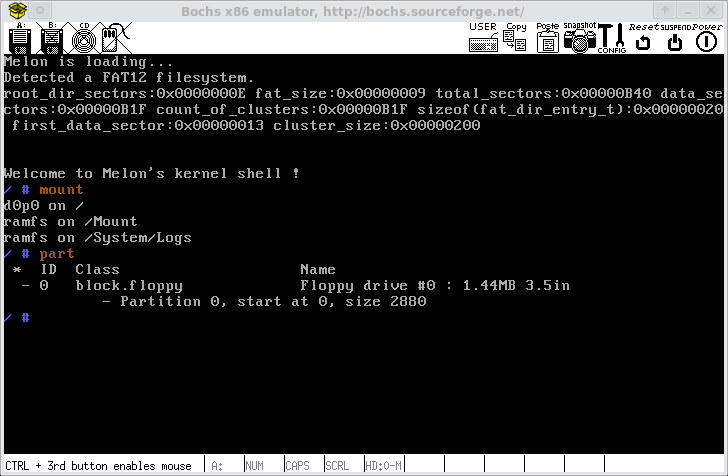 Bochs x86 emulator, http://bochs.sourceforge.net/
A: B: CD USER Copy Paste snapshot CONFIG Reset SUSPEND Power
Melon is loading...
Detected a FAT12 filesystem.
root_dir_sectors:0x0000000E fat_size:0x00000009 total_sectors:0x00000B40 data_se
ctors:0x00000B1F count_of_clusters:0x00000B1F sizeof(fat_dir_entry_t):0x00000020
first_data_sector:0x00000013 cluster_size:0x00000200
Welcome to Melon's kernel shell !
/ # mount
d0p0 on /
ramfs on /Mount
ramfs on /System/Logs
/ # part
* ID Class Name
- 0 block.floppy Floppy drive #0 : 1.44MB 3.5in
- Partition 0, start at 0, size 2880
/ #
CTRL + 3rd button enables mouse A: NUM CAPS SCRL HD:0-M